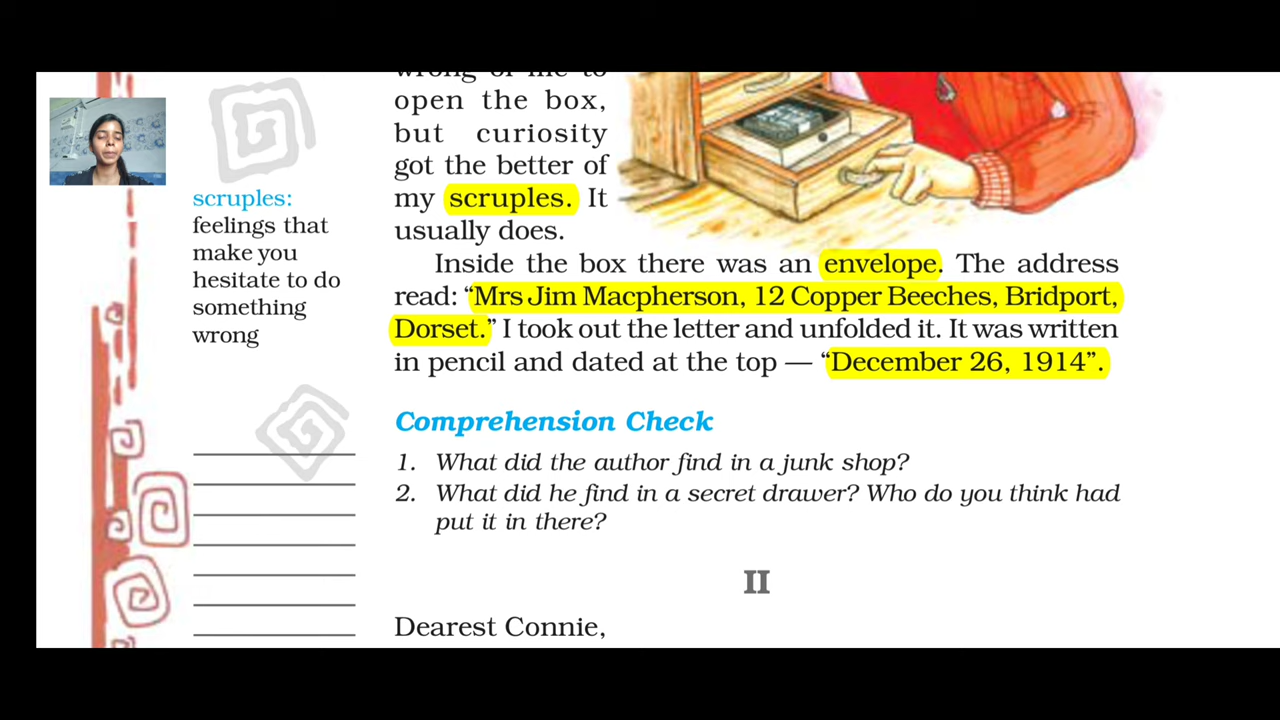 wrong of me to
open the box,
but curiosity
got the better of
my scruples. It
usually does.
scruples:
feelings that
make you
hesitate to do
something
wrong
Inside the box there was an envelope. The address
read: “Mrs Jim Macpherson, 12 Copper Beeches, Bridport,
Dorset.” I took out the letter and unfolded it. It was written
in pencil and dated at the top — “December 26, 1914”.
Comprehension Check
1. What did the author find in a junk shop?
2. What did he find in a secret drawer? Who do you think had
put it in there?
II
Dearest Connie,